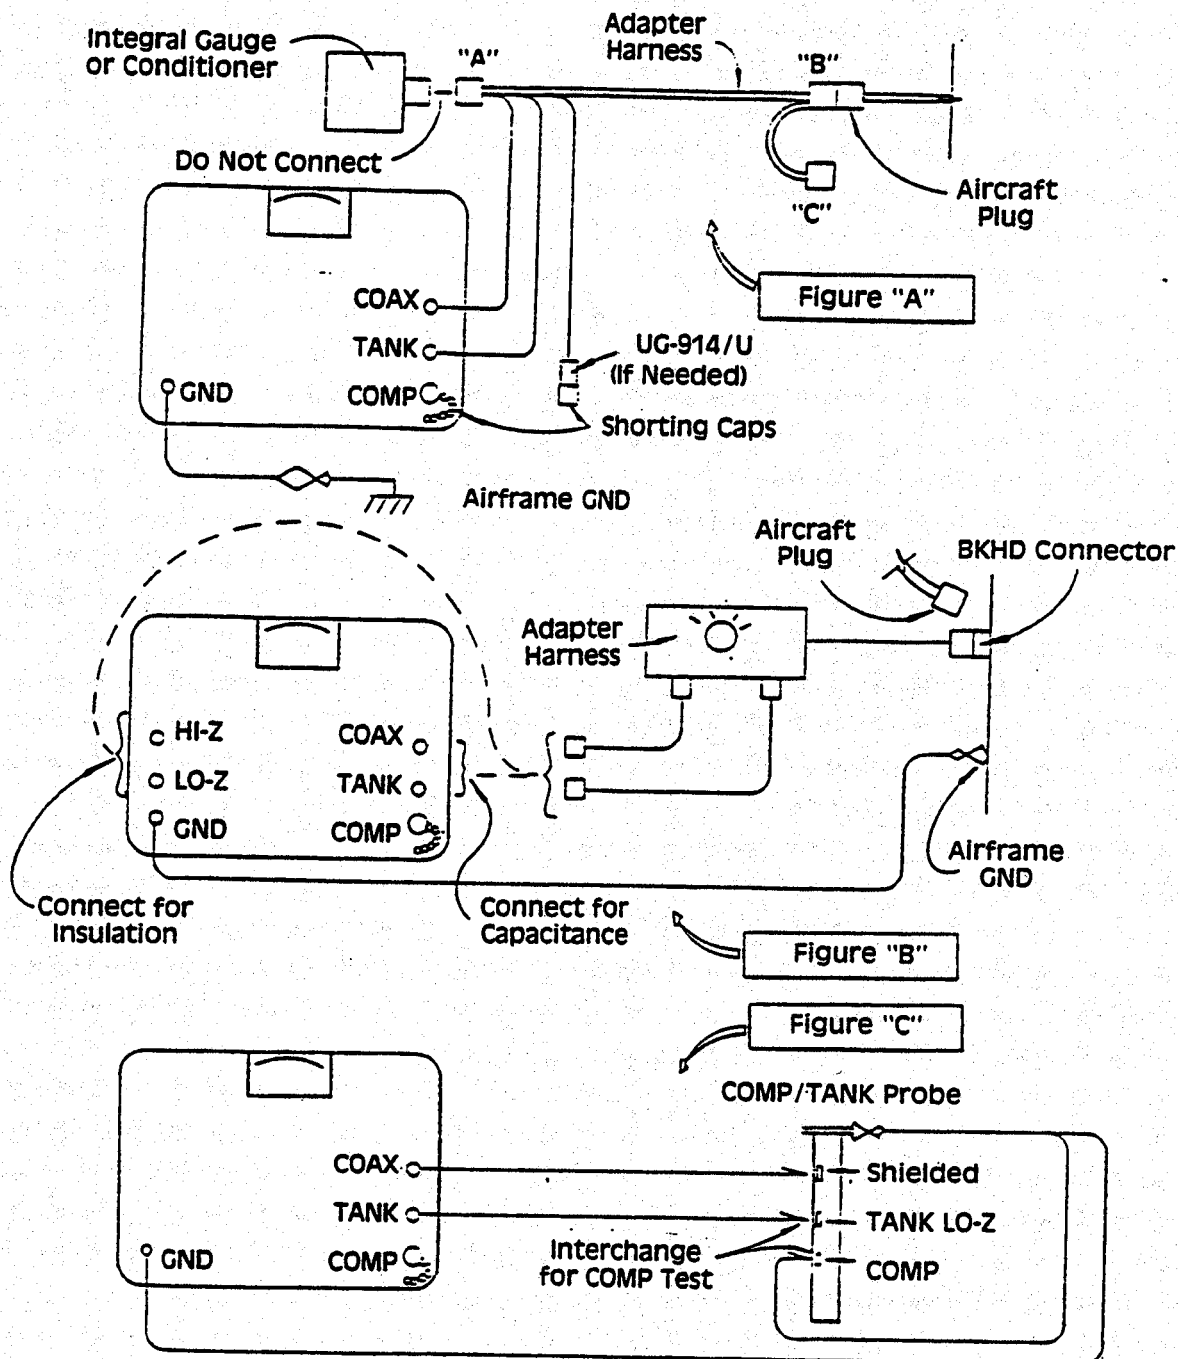 Integral Gauge
or Conditioner
"A"
Adapter
Harness
"B"
Do Not Connect
"C"
Aircraft
Plug
Figure "A"
COAX
TANK
GND
COMP
UG-914/U
(If Needed)
Shorting Caps
Airframe GND
Aircraft
Plug
BKHD Connector
Adapter
Harness
HI-Z
COAX
LO-Z
TANK
GND
COMP
Airframe
GND
Connect for
Insulation
Connect for
Capacitance
Figure "B"
Figure "C"
COMP/TANK Probe
COAX
Shielded
TANK
TANK LO-Z
GND
COMP
Interchange
for COMP Test
COMP